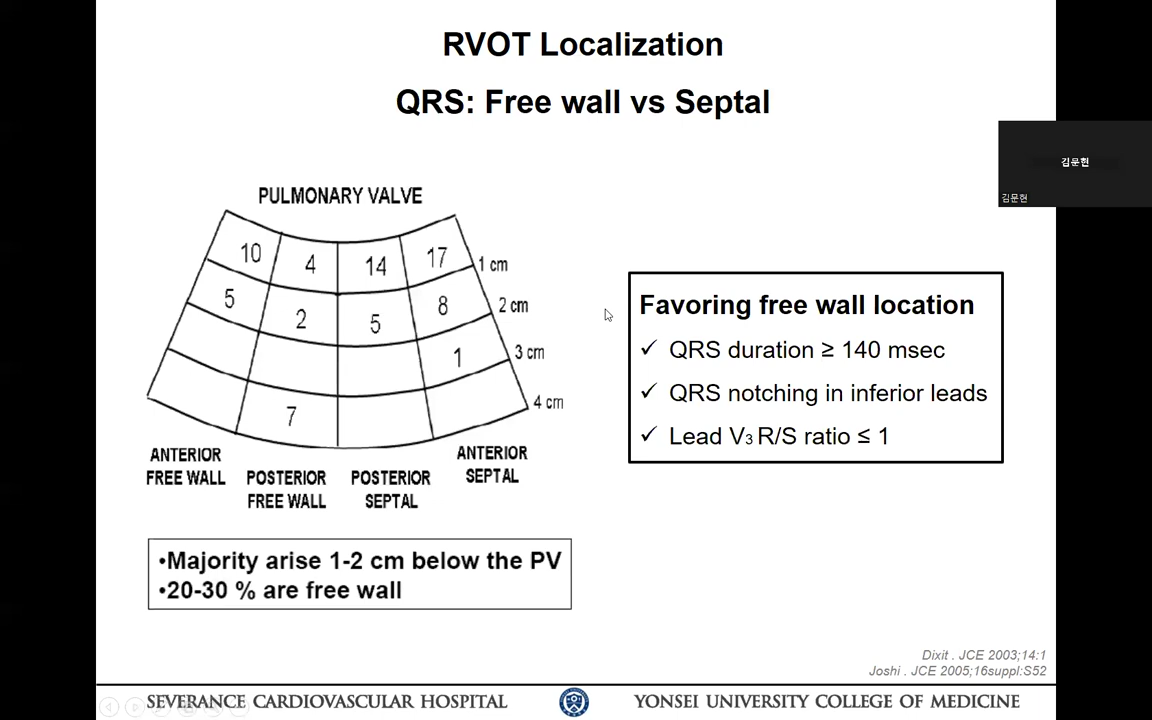 RVOT Localization
QRS: Free wall vs Septal
김문현
김문현
PULMONARY VALVE
10 4 14 17 1 cm
5 2 5 8 2 cm
1 3 cm
7 4 cm
ANTERIOR FREE WALL
POSTERIOR FREE WALL
POSTERIOR SEPTAL
ANTERIOR SEPTAL
Favoring free wall location
✓ QRS duration ≥ 140 msec
✓ QRS notching in inferior leads
✓ Lead V3 R/S ratio ≤ 1
•Majority arise 1-2 cm below the PV
•20-30 % are free wall
Dixit . JCE 2003;14:1
Joshi . JCE 2005;16suppl:S52
SEVERANCE CARDIOVASCULAR HOSPITAL
YONSEI UNIVERSITY COLLEGE OF MEDICINE